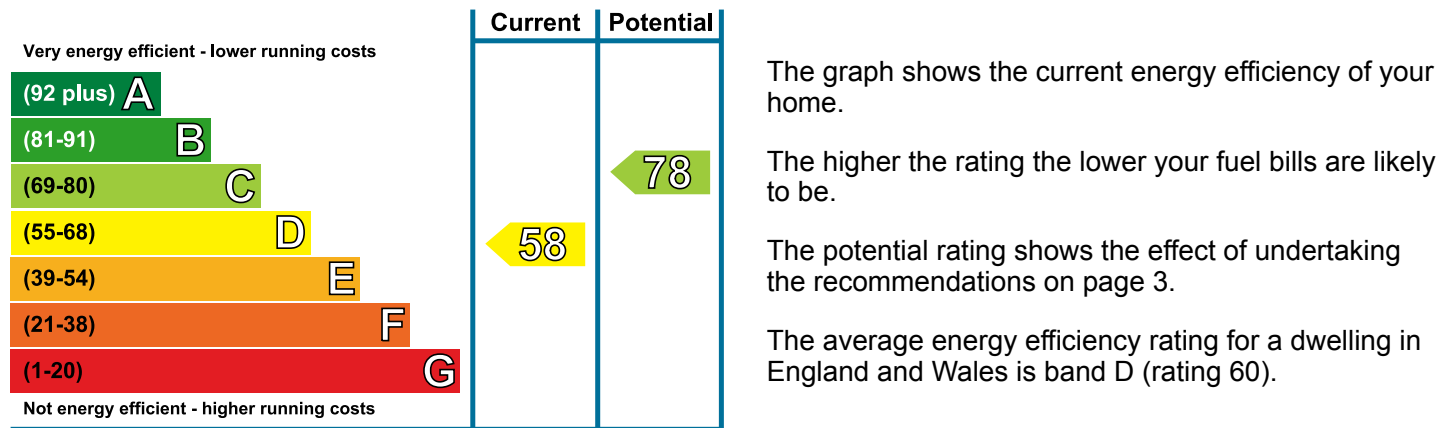 Current Potential
Very energy efficient - lower running costs
(92 plus) A
(81-91) B
(69-80) C
78
(55-68) D
58
(39-54) E
(21-38) F
(1-20) G
Not energy efficient - higher running costs
The graph shows the current energy efficiency of your
home.
The higher the rating the lower your fuel bills are likely
to be.
The potential rating shows the effect of undertaking
the recommendations on page 3.
The average energy efficiency rating for a dwelling in
England and Wales is band D (rating 60).